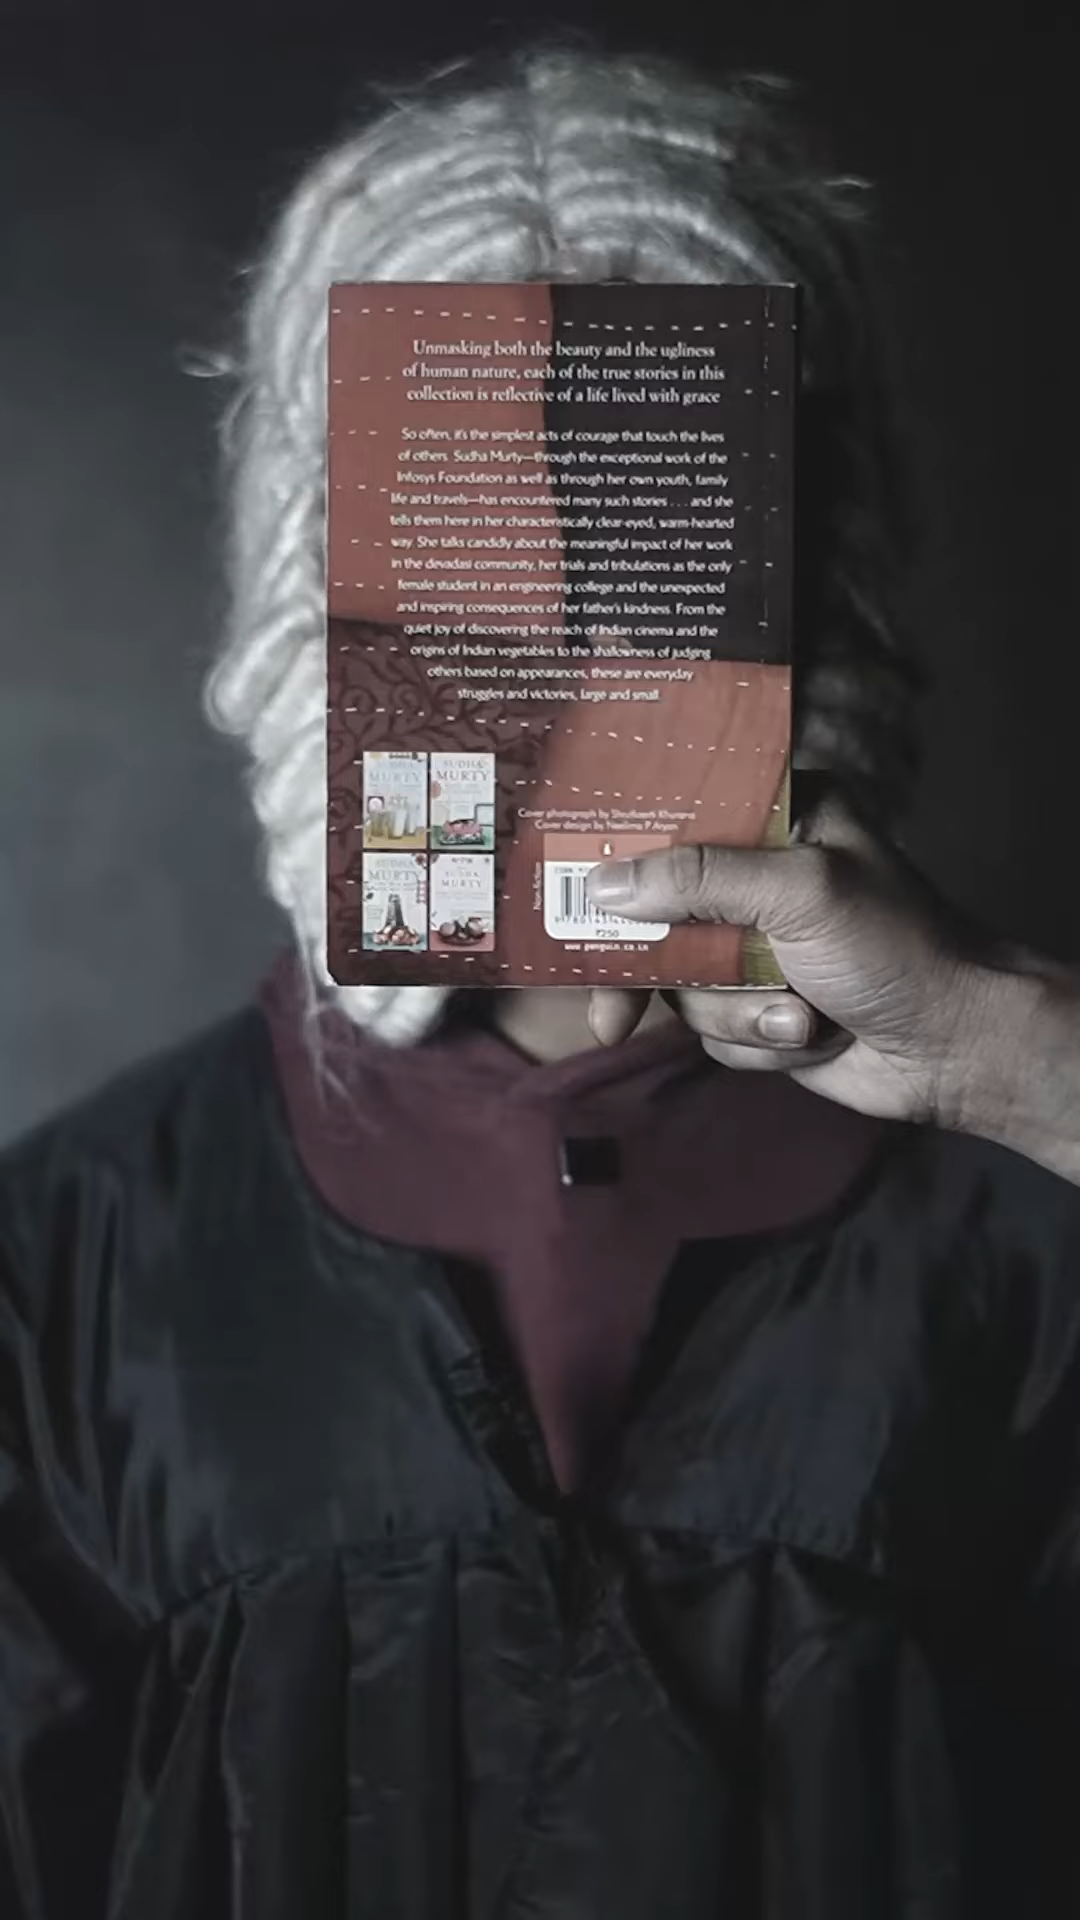 Unmasking both the beauty and the ugliness
of human nature, each of the true stories in this
collection is reflective of a life lived with grace
So often, it's the simplest acts of courage that touch the lives
of others. Sudha Murty—through the exceptional work of the
Infosys Foundation as well as through her own youth, family
life and travels—has encountered many such stories . . . and she
tells them here in her characteristically clear-eyed, warm-hearted
way. She talks candidly about the meaningful impact of her work
in the devadasi community, her trials and tribulations as the only
female student in an engineering college and the unexpected
and inspiring consequences of her father's kindness. From the
quiet joy of discovering the reach of Indian cinema and the
origins of Indian vegetables to the shallowness of judging
others based on appearances, these are everyday
struggles and victories, large and small.
SUDHA
MURTY
SUDHA
MURTY
SUDHA
MURTY
SUDHA
MURTY
Cover photograph by
Cover design by Neelima P Aryan
Non-fiction
ISBN
₹250
www.penguin.co.in